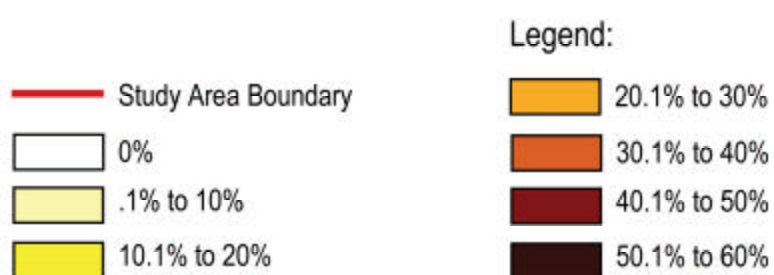 Legend:
Study Area Boundary
0%
.1% to 10%
10.1% to 20%
20.1% to 30%
30.1% to 40%
40.1% to 50%
50.1% to 60%